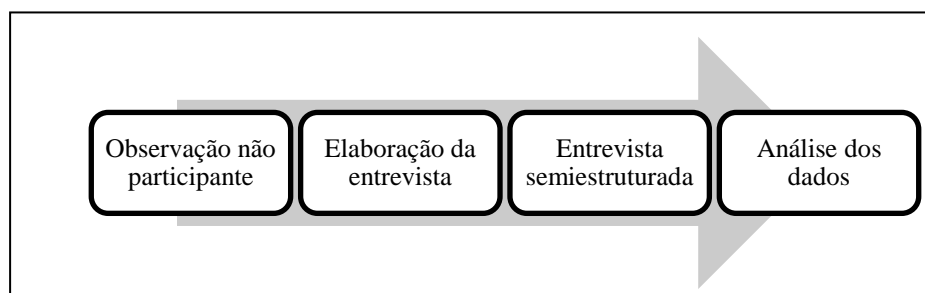 Observação não
participante
Elaboração da
entrevista
Entrevista
semiestruturada
Análise dos
dados